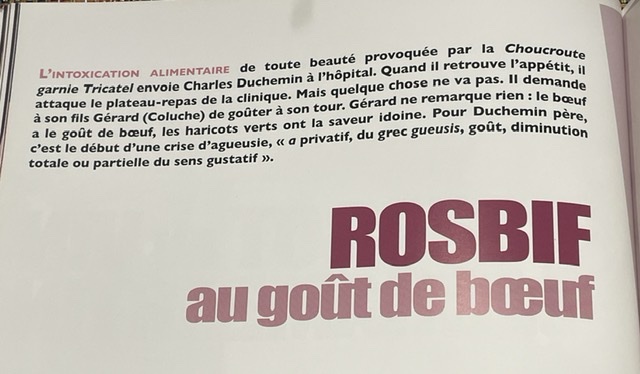 L'INTOXICATION ALIMENTAIRE de toute beauté provoquée par la Choucroute
garnie Tricatel envoie Charles Duchemin à l'hôpital. Quand il retrouve l'appétit, il
attaque le plateau-repas de la clinique. Mais quelque chose ne va pas. Il demande
à son fils Gérard (Coluche) de goûter à son tour. Gérard ne remarque rien : le bœuf
a le goût de bœuf, les haricots verts ont la saveur idoine. Pour Duchemin père,
c'est le début d'une crise d'agueusie, « a privatif, du grec gueusis, goût, diminution
totale ou partielle du sens gustatif ».
ROSBIF
au goût de bœuf